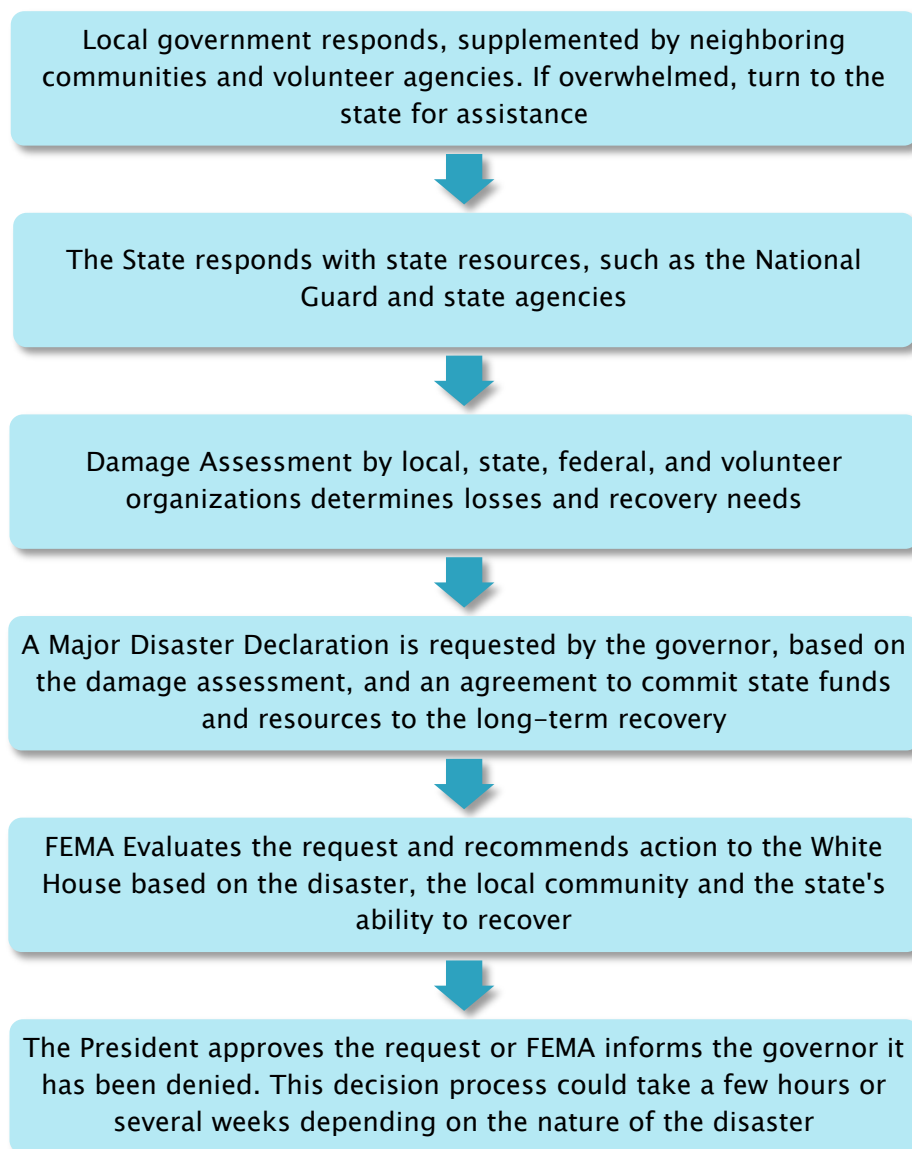 Local government responds, supplemented by neighboring
communities and volunteer agencies. If overwhelmed, turn to the
state for assistance
The State responds with state resources, such as the National
Guard and state agencies
Damage Assessment by local, state, federal, and volunteer
organizations determines losses and recovery needs
A Major Disaster Declaration is requested by the governor, based on
the damage assessment, and an agreement to commit state funds
and resources to the long-term recovery
FEMA Evaluates the request and recommends action to the White
House based on the disaster, the local community and the state's
ability to recover
The President approves the request or FEMA informs the governor it
has been denied. This decision process could take a few hours or
several weeks depending on the nature of the disaster